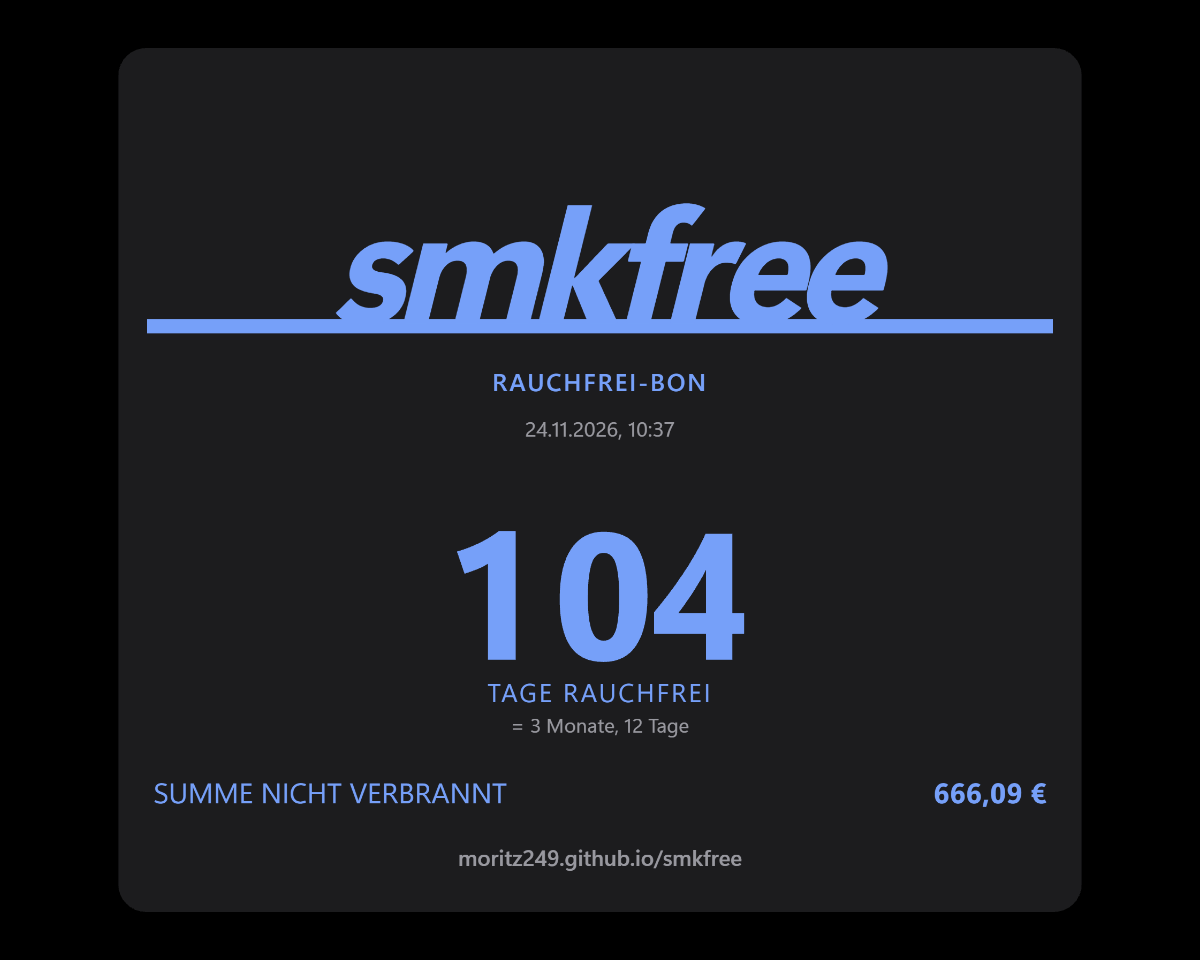 smkfree
RAUCHFREI-BON
24.11.2026, 10:37
104
TAGE RAUCHFREI
= 3 Monate, 12 Tage
SUMME NICHT VERBRANNT 666,09 €
moritz249.github.io/smkfree